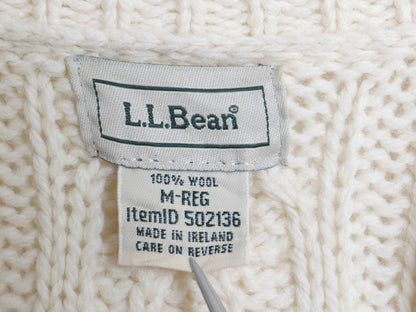 L.L.Bean®
100% WOOL
M-REG
ItemID 502136
MADE IN IRELAND
CARE ON REVERSE